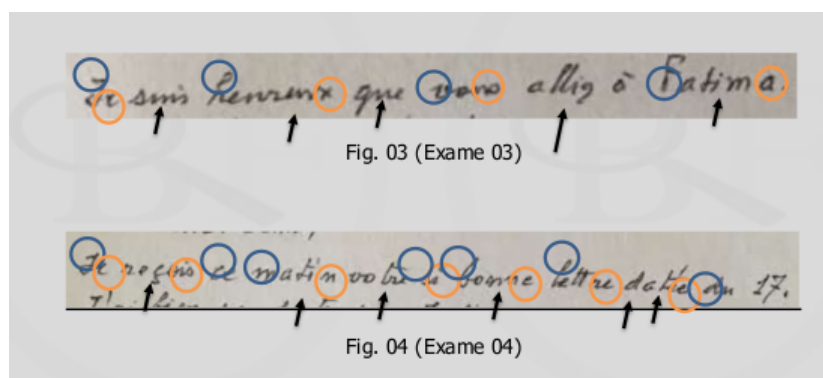 Je suis heureux que vous alliez à Fatima.
Fig. 03 (Exame 03)
Je reçus ce matin votre si bonne lettre datée du 17.
Fig. 04 (Exame 04)